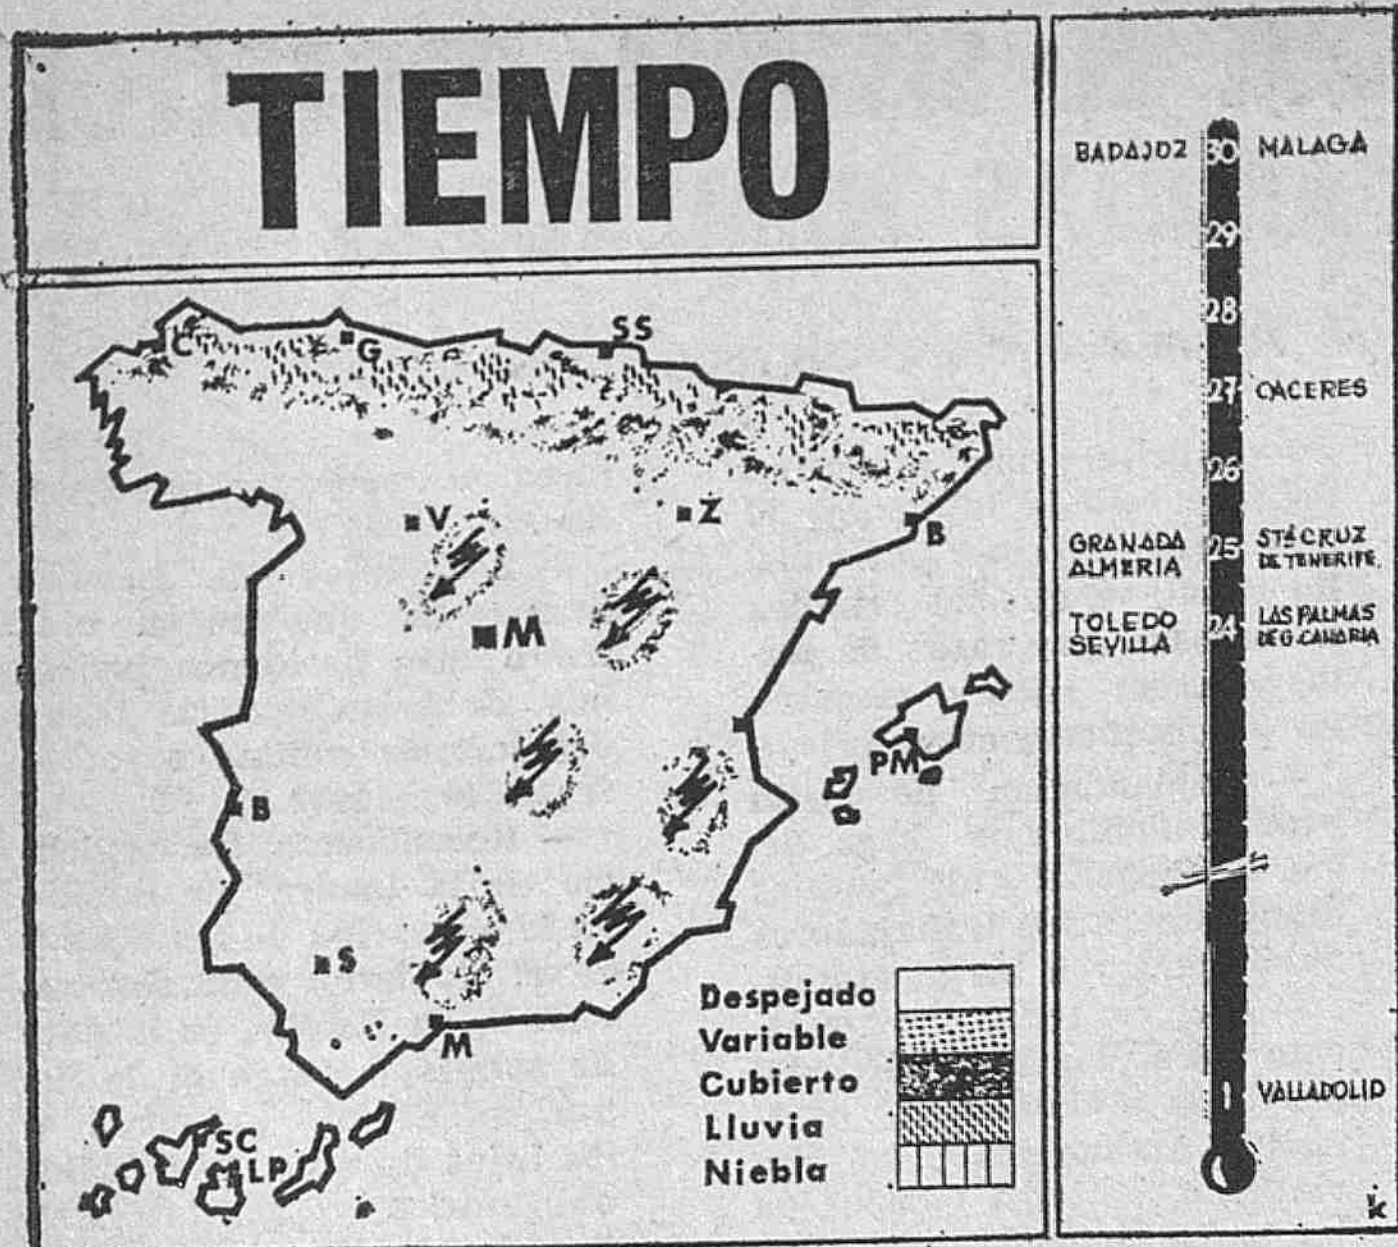 TIEMPO
C
G
SS
V
Z
B
M
PM
B
S
M
SC
LP
Despejado
Variable
Cubierto
Lluvia
Niebla
BADAJOZ 30 MALAGA
29
28
27 CACERES
26
GRANADA
ALMERIA
25
STÁ CRUZ
DE TENERIFE
TOLEDO
SEVILLA
24
LAS PALMAS
DE G. CANARIA
1 VALLADOLID
k